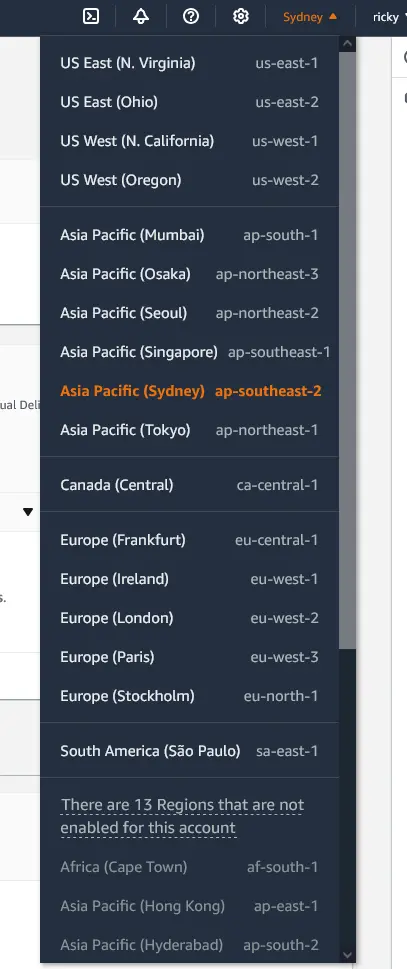 Sydney ▲ ricky
US East (N. Virginia) us-east-1
US East (Ohio) us-east-2
US West (N. California) us-west-1
US West (Oregon) us-west-2
Asia Pacific (Mumbai) ap-south-1
Asia Pacific (Osaka) ap-northeast-3
Asia Pacific (Seoul) ap-northeast-2
Asia Pacific (Singapore) ap-southeast-1
Asia Pacific (Sydney) ap-southeast-2
ual Deli
Asia Pacific (Tokyo) ap-northeast-1
Canada (Central) ca-central-1
Europe (Frankfurt) eu-central-1
Europe (Ireland) eu-west-1
s.
Europe (London) eu-west-2
Europe (Paris) eu-west-3
Europe (Stockholm) eu-north-1
South America (São Paulo) sa-east-1
There are 13 Regions that are not
enabled for this account
Africa (Cape Town) af-south-1
Asia Pacific (Hong Kong) ap-east-1
Asia Pacific (Hyderabad) ap-south-2